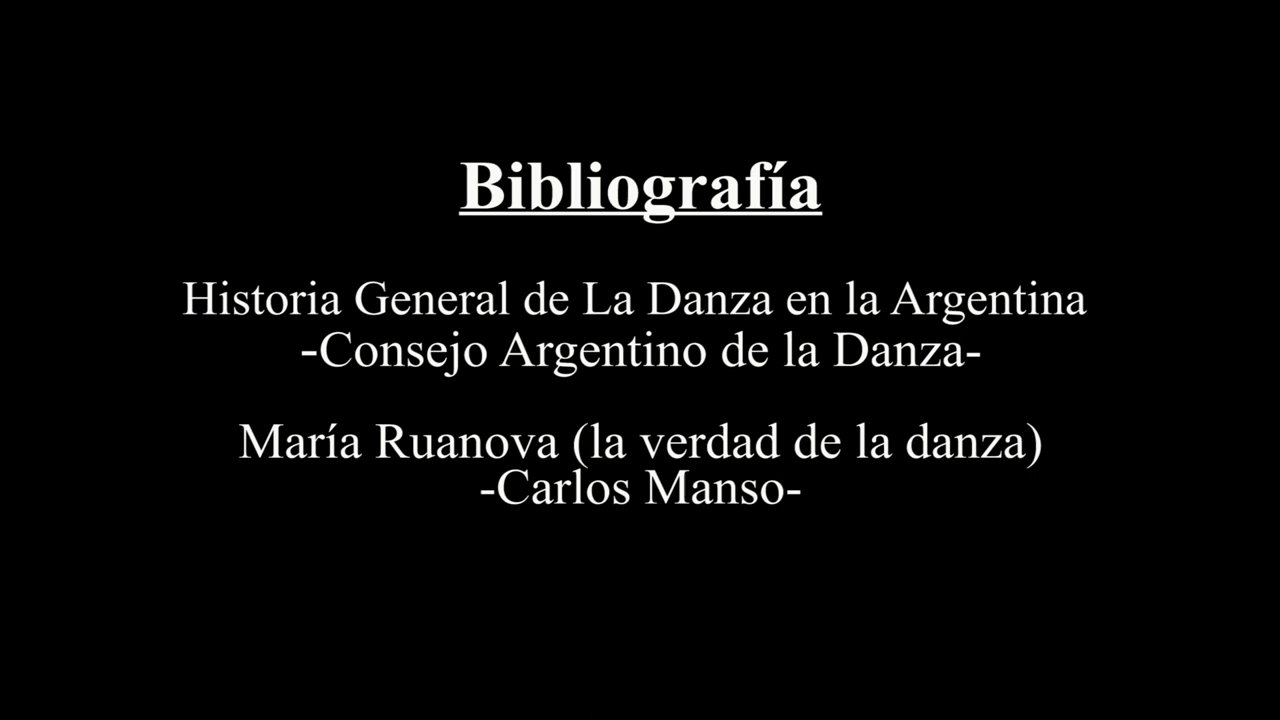 Bibliografía
Historia General de La Danza en la Argentina
-Consejo Argentino de la Danza-
María Ruanova (la verdad de la danza)
-Carlos Manso-